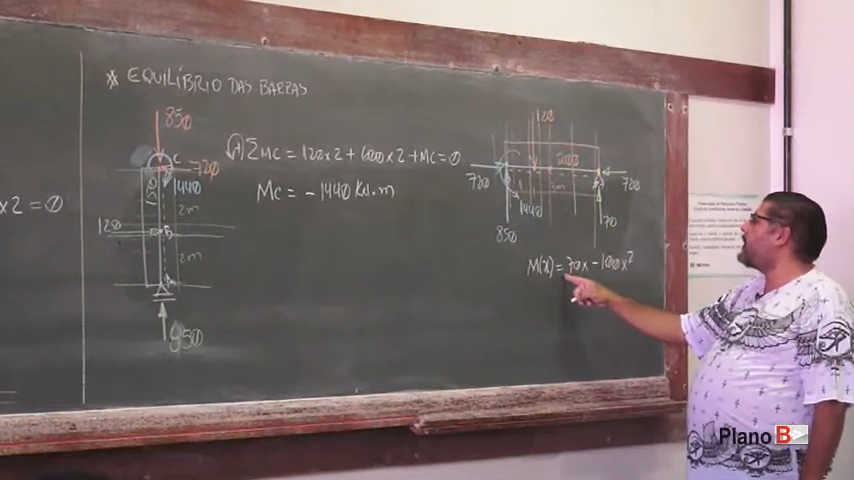 * EQUILÍBRIO DAS BARRAS
x2 = 0
850
C
720
1440
150
2m
120
B
2m
850
(+) ΣMc = 120x2 + 600x2 + Mc = 0
Mc = -1440 KN.m
120
200
720
3m
720
1440
850
70
M(x) = 70x - 100x²
Plano B